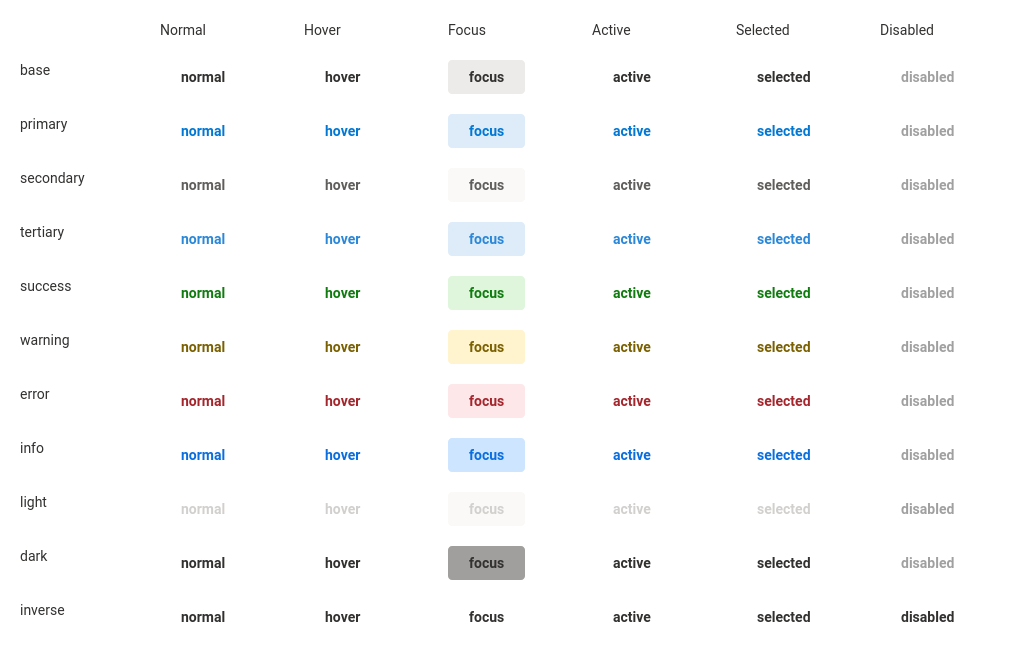 Normal Hover Focus Active Selected Disabled
base normal hover focus active selected disabled
primary normal hover focus active selected disabled
secondary normal hover focus active selected disabled
tertiary normal hover focus active selected disabled
success normal hover focus active selected disabled
warning normal hover focus active selected disabled
error normal hover focus active selected disabled
info normal hover focus active selected disabled
light normal hover focus active selected disabled
dark normal hover focus active selected disabled
inverse normal hover focus active selected disabled